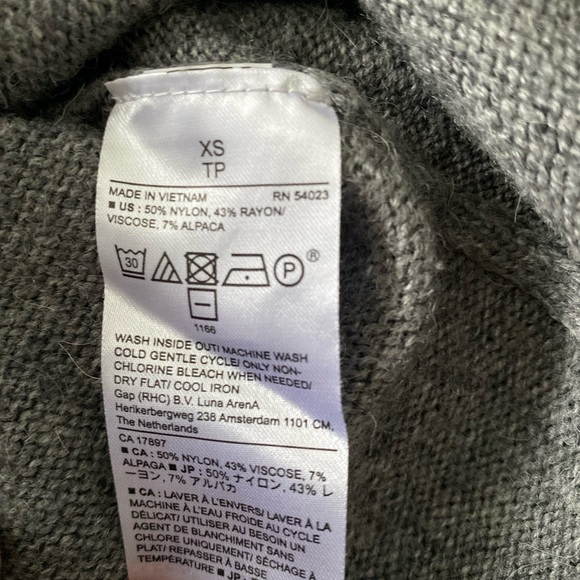 XS
TP
MADE IN VIETNAM RN 54023
■ US : 50% NYLON, 43% RAYON/
VISCOSE, 7% ALPACA
30 P ®
1166
WASH INSIDE OUT/ MACHINE WASH
COLD GENTLE CYCLE/ ONLY NON-
CHLORINE BLEACH WHEN NEEDED/
DRY FLAT/ COOL IRON
Gap (RHC) B.V. Luna ArenA
Herikerbergweg 238 Amsterdam 1101 CM,
The Netherlands
CA 17897
■ CA : 50% NYLON, 43% VISCOSE, 7%
ALPAGA ■ JP : 50% ナイロン, 43% レ
ーヨン, 7% アルパカ
■ CA : LAVER À L'ENVERS/ LAVER À LA
MACHINE À L'EAU FROIDE AU CYCLE
DÉLICAT/ UTILISER AU BESOIN UN
AGENT DE BLANCHIMENT SANS
CHLORE UNIQUEMENT/ SÉCHAGE À
PLAT/ REPASSER À BASSE
TEMPÉRATURE ■ JP :